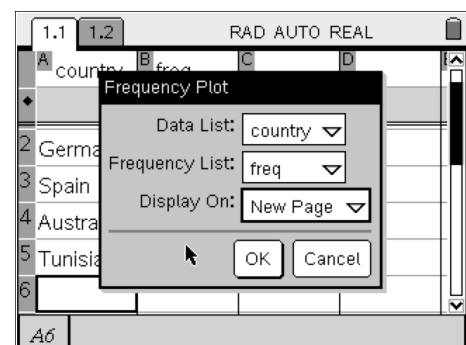 1.1 1.2 RAD AUTO REAL
A country B freq C D E
Frequency Plot
Data List: country
2 Germa
Frequency List: freq
3 Spain
Display On: New Page
4 Austra
5 Tunisia
OK Cancel
6
A6